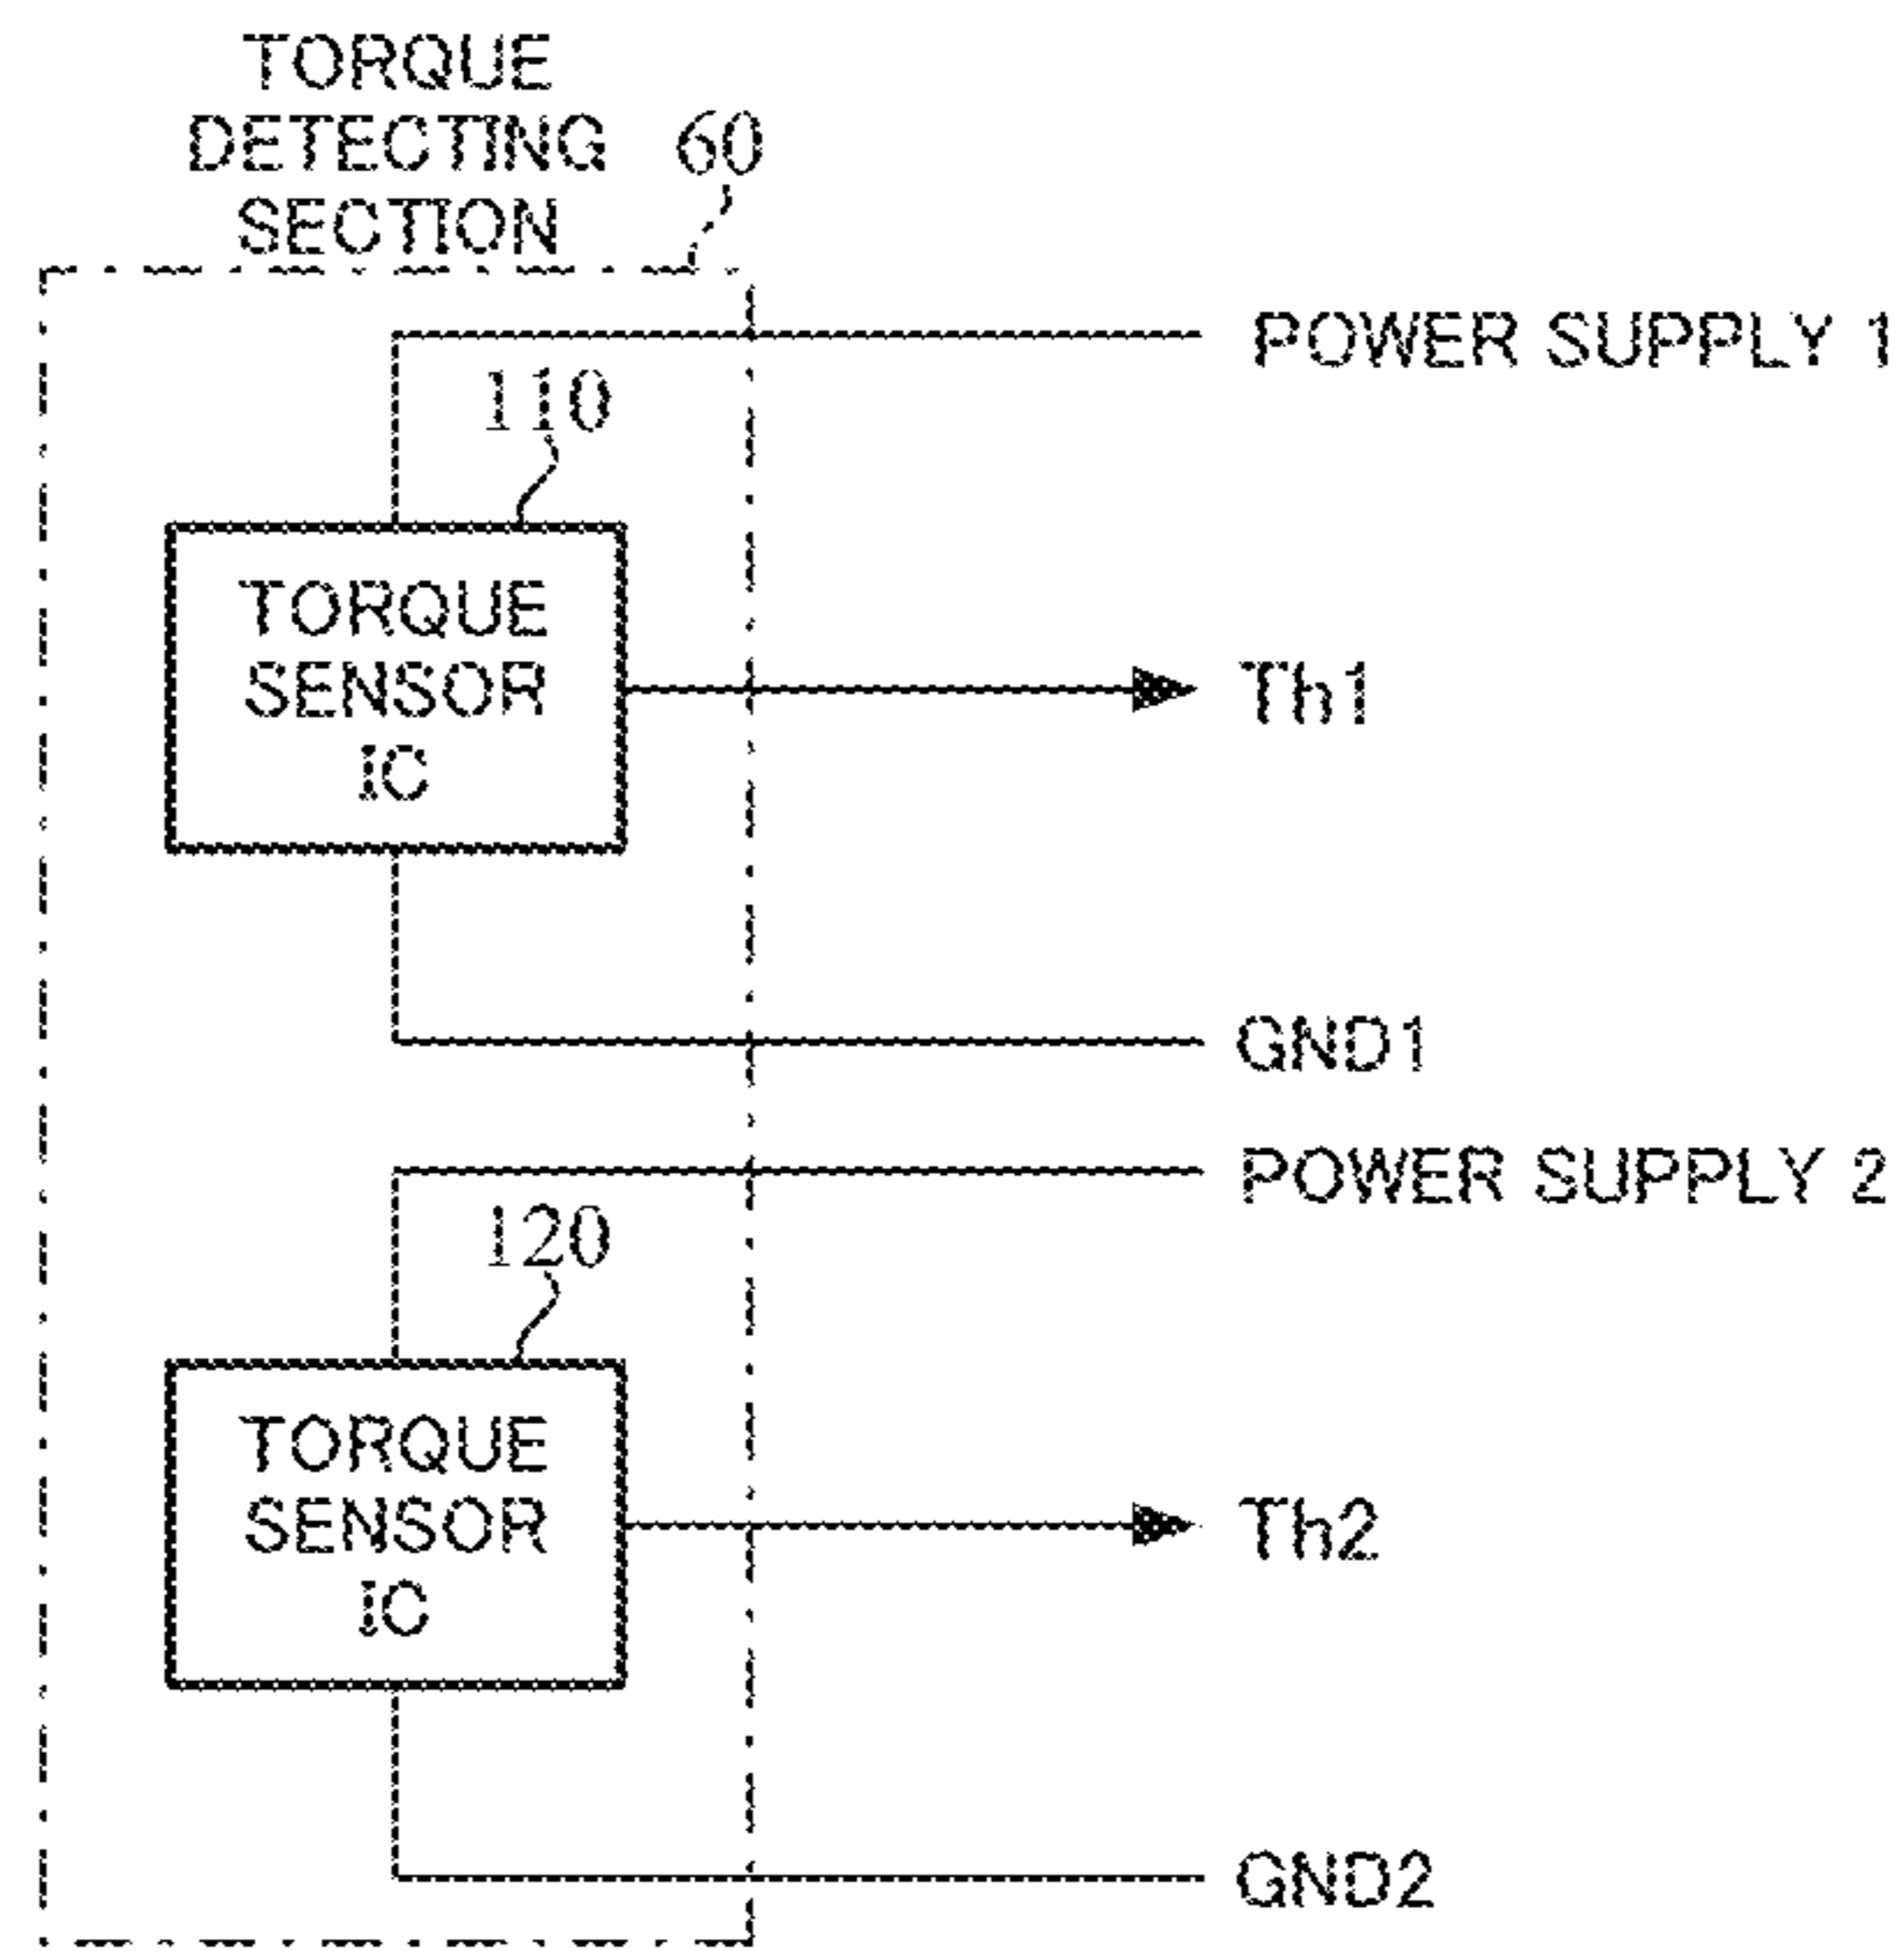 TORQUE
DETECTING 60
SECTION
POWER SUPPLY 1
110
TORQUE
SENSOR
IC
Th1
GND1
POWER SUPPLY 2
120
TORQUE
SENSOR
IC
Th2
GND2